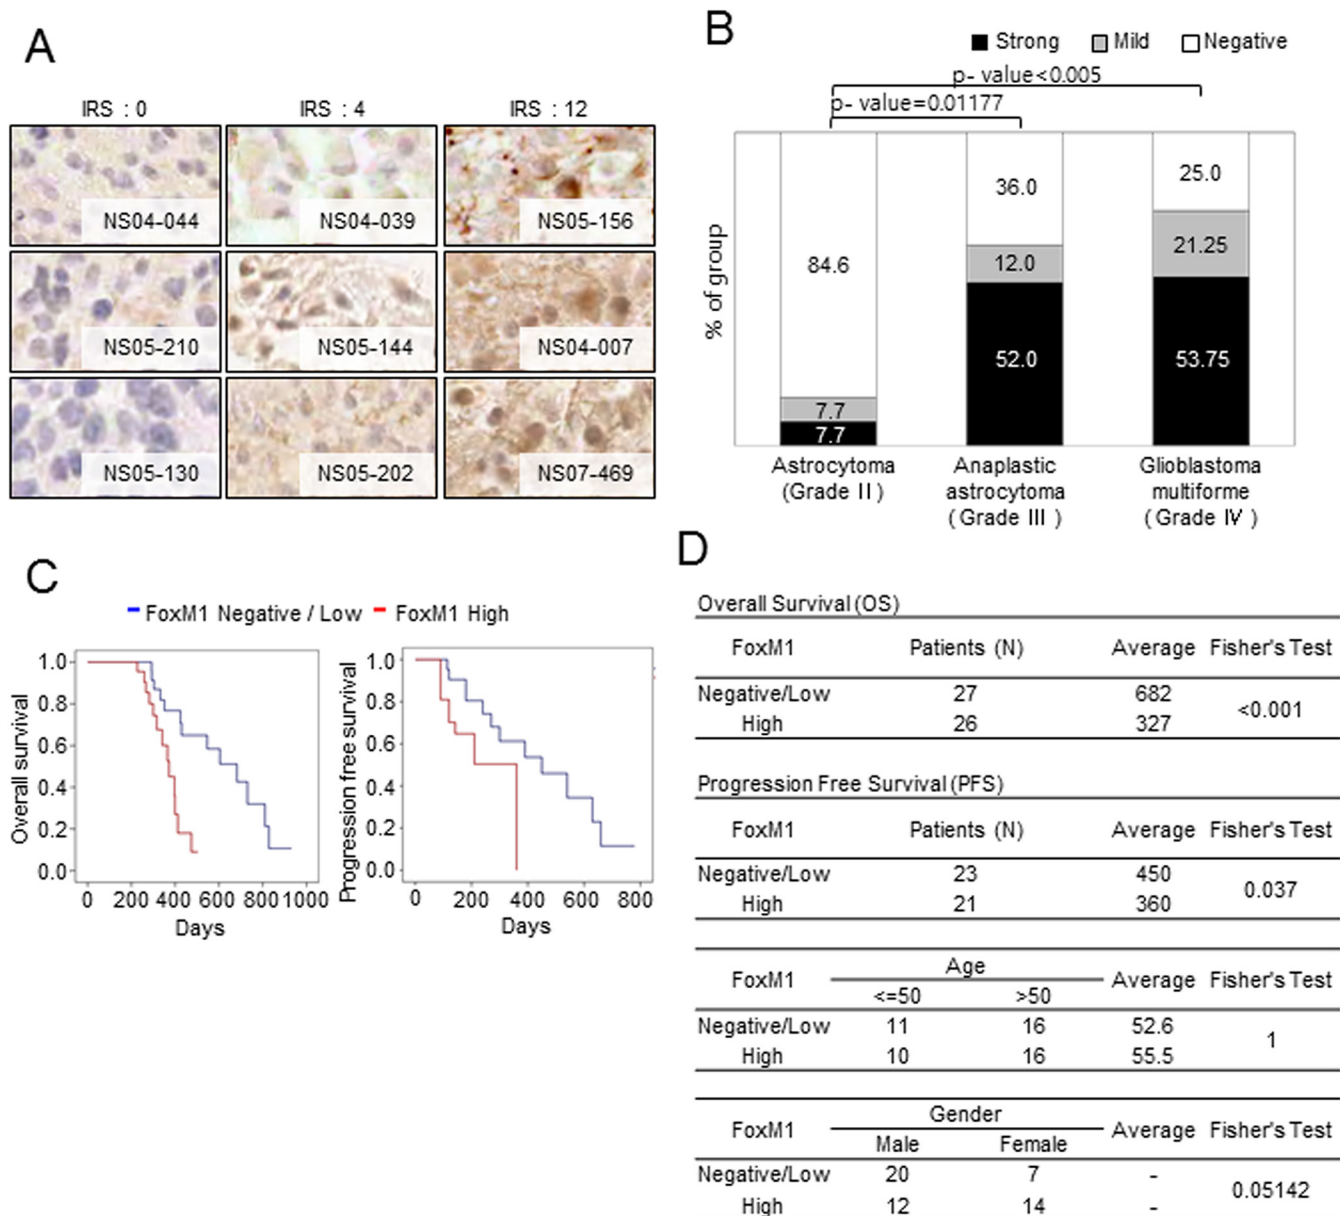 A
IRS : 0
IRS : 4
IRS : 12
NS04-044
NS04-039
NS05-156
NS05-210
NS05-144
NS04-007
NS05-130
NS05-202
NS07-469
B
Strong Mild Negative
p- value<0.005
p- value=0.01177
% of group
84.6
7.7
7.7
36.0
12.0
52.0
25.0
21.25
53.75
Astrocytoma
(Grade II)
Anaplastic
astrocytoma
(Grade III)
Glioblastoma
multiforme
(Grade IV)
C
FoxM1 Negative / Low FoxM1 High
Overall survival
1.0
0.8
0.6
0.4
0.2
0.0
0 200 400 600 800 1000
Days
Progression free survival
1.0
0.8
0.6
0.4
0.2
0.0
0 200 400 600 800
Days
D
Overall Survival (OS)
FoxM1 Patients (N) Average Fisher's Test
Negative/Low 27 682
<0.001
High 26 327
Progression Free Survival (PFS)
FoxM1 Patients (N) Average Fisher's Test
Negative/Low 23 450
0.037
High 21 360
Age
FoxM1 Average Fisher's Test
<=50 >50
Negative/Low 11 16 52.6
1
High 10 16 55.5
Gender
FoxM1 Average Fisher's Test
Male Female
Negative/Low 20 7 -
0.05142
High 12 14 -